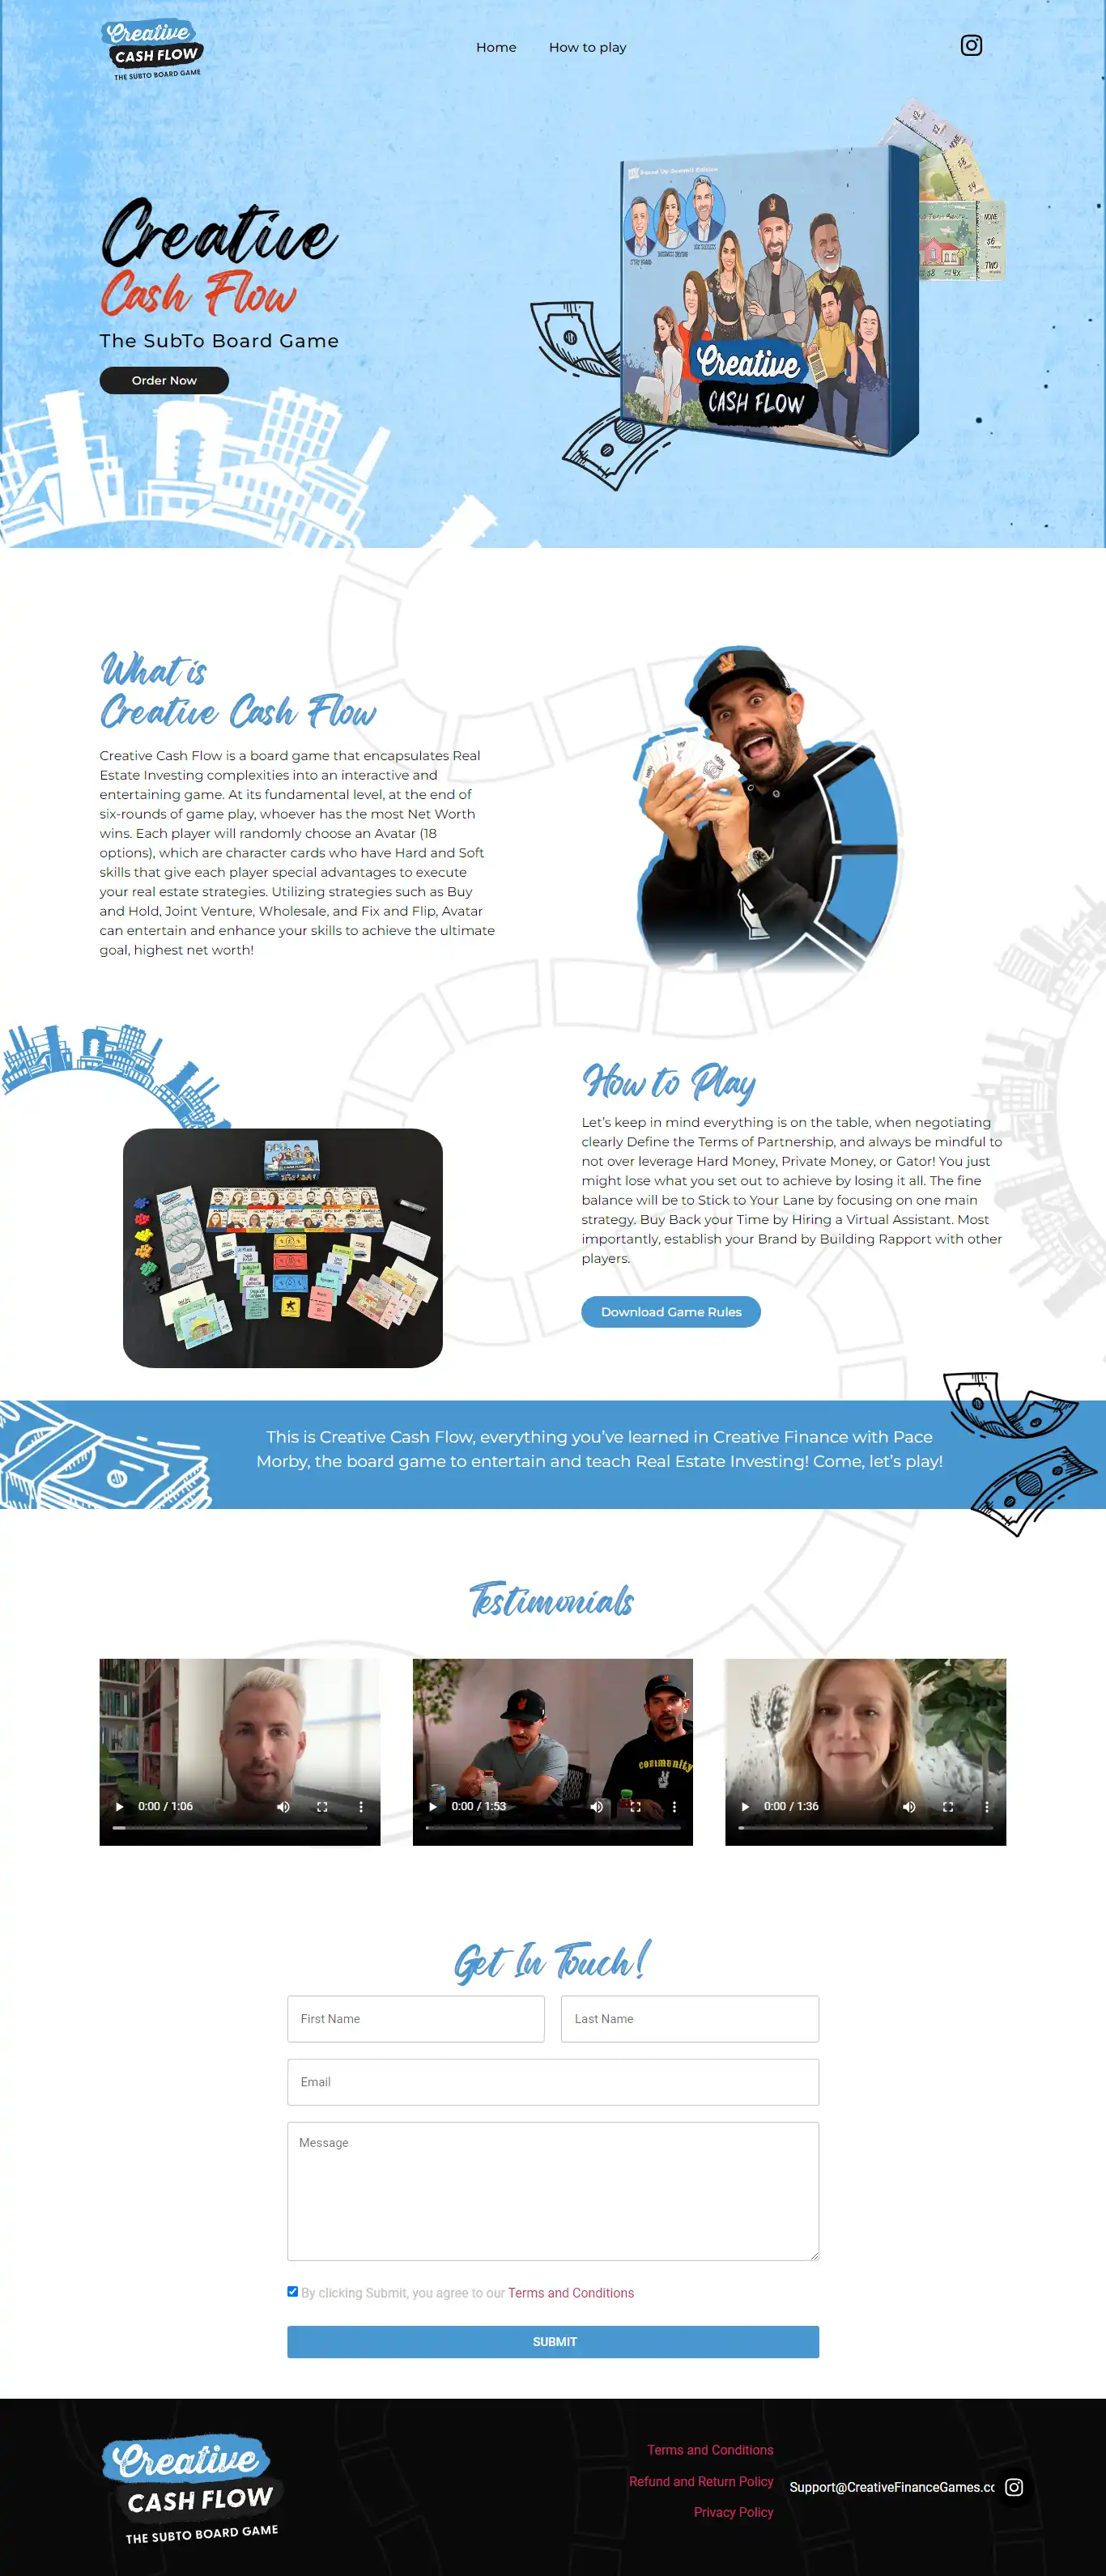 Creative
CASH FLOW
THE SUBTO BOARD GAME
Home
How to play
Creative
Cash Flow
The SubTo Board Game
Order Now
Creative
CASH FLOW
What is
Creative Cash Flow
Creative Cash Flow is a board game that encapsulates Real
Estate Investing complexities into an interactive and
entertaining game. At its fundamental level, at the end of
six-rounds of game play, whoever has the most Net Worth
wins. Each player will randomly choose an Avatar (18
options), which are character cards who have Hard and Soft
skills that give each player special advantages to execute
your real estate strategies. Utilizing strategies such as Buy
and Hold, Joint Venture, Wholesale, and Fix and Flip, Avatar
can entertain and enhance your skills to achieve the ultimate
goal, highest net worth!
How to Play
Let’s keep in mind everything is on the table, when negotiating
clearly Define the Terms of Partnership, and always be mindful to
not over leverage Hard Money, Private Money, or Gator! You just
might lose what you set out to achieve by losing it all. The fine
balance will be to Stick to Your Lane by focusing on one main
strategy. Buy Back your Time by Hiring a Virtual Assistant. Most
importantly, establish your Brand by Building Rapport with other
players.
Download Game Rules
This is Creative Cash Flow, everything you’ve learned in Creative Finance with Pace
Morby, the board game to entertain and teach Real Estate Investing! Come, let’s play!
Testimonials
community
0:00 / 1:06
0:00 / 1:53
0:00 / 1:36
Get In Touch!
First Name
Last Name
Email
Message
By clicking Submit, you agree to our Terms and Conditions
SUBMIT
Creative
CASH FLOW
THE SUBTO BOARD GAME
Terms and Conditions
Refund and Return Policy
Privacy Policy
Support@CreativeFinanceGames.cc